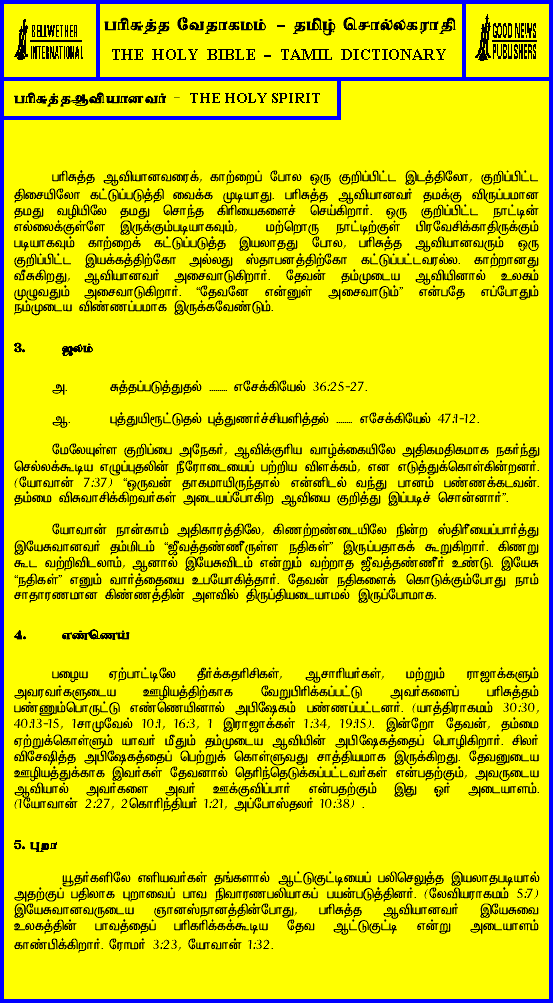 BELLWETHER
INTERNATIONAL
பரிசுத்த வேதாகமம் – தமிழ் சொல்லகராதி
THE HOLY BIBLE – TAMIL DICTIONARY
GOOD NEWS
PUBLISHERS
பரிசுத்தஆவியானவர் – THE HOLY SPIRIT
பரிசுத்த ஆவியானவரைக், காற்றைப் போல ஒரு குறிப்பிட்ட இடத்திலோ, குறிப்பிட்ட
திசையிலோ கட்டுப்படுத்தி வைக்க முடியாது. பரிசுத்த ஆவியானவர் தமக்கு விருப்பமான
தமது வழியிலே தமது சொந்த கிரியைகளைச் செய்கிறார். ஒரு குறிப்பிட்ட நாட்டின்
எல்லைக்குள்ளே இருக்கும்படியாகவும், மற்றொரு நாட்டிற்குள் பிரவேசிக்காதிருக்கும்
படியாகவும் காற்றைக் கட்டுப்படுத்த இயலாதது போல, பரிசுத்த ஆவியானவரும் ஒரு
குறிப்பிட்ட இயக்கத்திற்கோ அல்லது ஸ்தாபனத்திற்கோ கட்டுப்பட்டவரல்ல. காற்றானது
வீசுகிறது, ஆவியானவர் அசைவாடுகிறார். தேவன் தம்முடைய ஆவியினால் உலகம்
முழுவதும் அசைவாடுகிறார். “தேவனே என்னுள் அசைவாடும்” என்பதே எப்போதும்
நம்முடைய விண்ணப்பமாக இருக்கவேண்டும்.
3. ஜலம்
அ. சுத்தப்படுத்துதல் ......... எசேக்கியேல் 36:25-27.
ஆ. புத்துயிரூட்டுதல் புத்துணர்ச்சியளித்தல் ........ எசேக்கியேல் 47:1-12.
மேலேயுள்ள குறிப்பை அநேகர், ஆவிக்குரிய வாழ்க்கையிலே அதிகமதிகமாக நகர்ந்து
செல்லக்கூடிய எழுப்புதலின் நீரோடையைப் பற்றிய விளக்கம், என எடுத்துக்கொள்கின்றனர்.
(யோவான் 7:37) “ஒருவன் தாகமாயிருந்தால் என்னிடம் வந்து பானம் பண்ணக்கடவன்.
தம்மை விசுவாசிக்கிறவர்கள் அடையப்போகிற ஆவியை குறித்து இப்படிச் சொன்னார்”.
யோவான் நான்காம் அதிகாரத்திலே, கிணற்றண்டையிலே நின்ற ஸ்திரீயைப்பார்த்து
இயேசுவானவர் தம்மிடம் “ஜீவத்தண்ணீருள்ள நதிகள்” இருப்பதாகக் கூறுகிறார். கிணறு
கூட வற்றிவிடலாம், ஆனால் இயேசுவிடம் என்றும் வற்றாத ஜீவத்தண்ணீர் உண்டு. இயேசு
“நதிகள்” எனும் வார்த்தையை உபயோகித்தார். தேவன் நதிகளைக் கொடுக்கும்போது நாம்
சாதாரணமான கிண்ணத்தின் அளவில் திருப்தியடையாமல் இருப்போமாக.
4. எண்ணெய்
பழைய ஏற்பாட்டிலே தீர்க்கதரிசிகள், ஆசாரியர்கள், மற்றும் ராஜாக்களும்
அவரவர்களுடைய ஊழியத்திற்காக வேறுபிரிக்கப்பட்டு அவர்களைப் பரிசுத்தம்
பண்ணும்பொருட்டு எண்ணெயினால் அபிஷேகம் பண்ணப்பட்டனர். (யாத்திராகமம் 30:30,
40:13-15, 1சாமுவேல் 10:1, 16:3, 1 இராஜாக்கள் 1:34, 19:15). இன்றோ தேவன், தம்மை
ஏற்றுக்கொள்ளும் யாவர் மீதும் தம்முடைய ஆவியின் அபிஷேகத்தைப் பொழிகிறார். சிலர்
விசேஷித்த அபிஷேகத்தைப் பெற்றுக் கொள்ளுவது சாத்தியமாக இருக்கிறது. தேவனுடைய
ஊழியத்துக்காக இவர்கள் தேவனால் தெரிந்தெடுக்கப்பட்டவர்கள் என்பதற்கும், அவருடைய
ஆவியால் அவர்களை அவர் ஊக்குவிப்பார் என்பதற்கும் இது ஓர் அடையாளம்.
(1யோவான் 2:27, 2கொரிந்தியர் 1:21, அப்போஸ்தலர் 10:38) .
5. புறா
யூதர்களிலே எளியவர்கள் தங்களால் ஆட்டுகுட்டியைப் பலிசெலுத்த இயலாதபடியால்
அதற்குப் பதிலாக புறாவைப் பாவ நிவாரணபலியாகப் பயன்படுத்தினர். (லேவியராகமம் 5:7)
இயேசுவானவருடைய ஞானஸ்நானத்தின்போது, பரிசுத்த ஆவியானவர் இயேசுவை
உலகத்தின் பாவத்தைப் பரிகரிக்கக்கூடிய தேவ ஆட்டுகுட்டி என்று அடையாளம்
காண்பிக்கிறார். ரோமர் 3:23, யோவான் 1:32.